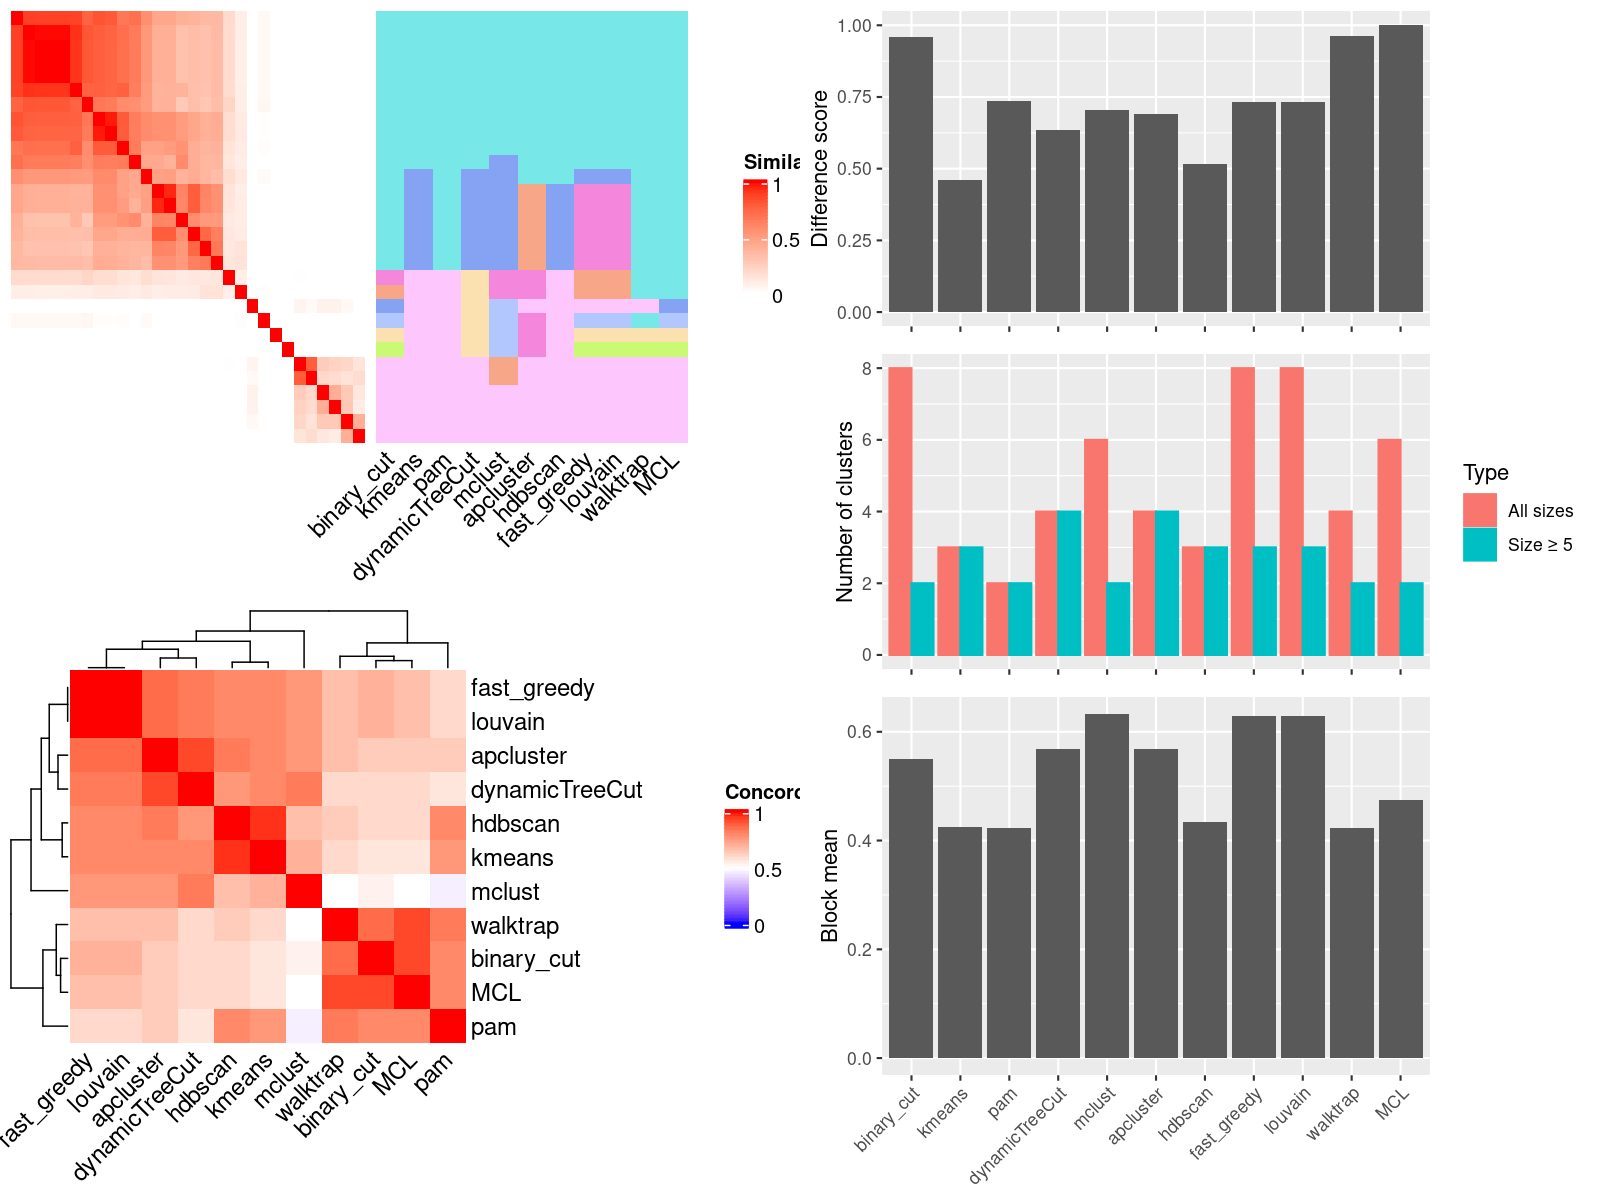 Simila
1
0.5
0
binary_cut
kmeans
pam
dynamicTreeCut
mclust
apcluster
hdbscan
fast_greedy
louvain
walktrap
MCL
fast_greedy
louvain
apcluster
dynamicTreeCut
hdbscan
kmeans
mclust
walktrap
binary_cut
MCL
pam
Concord
1
0.5
0
fast_greedy
louvain
apcluster
dynamicTreeCut
hdbscan
kmeans
mclust
walktrap
binary_cut
MCL
pam
Difference score
1.00
0.75
0.50
0.25
0.00
Number of clusters
8
6
4
2
0
Type
All sizes
Size ≥ 5
Block mean
0.6
0.4
0.2
0.0
binary_cut
kmeans
pam
dynamicTreeCut
mclust
apcluster
hdbscan
fast_greedy
louvain
walktrap
MCL